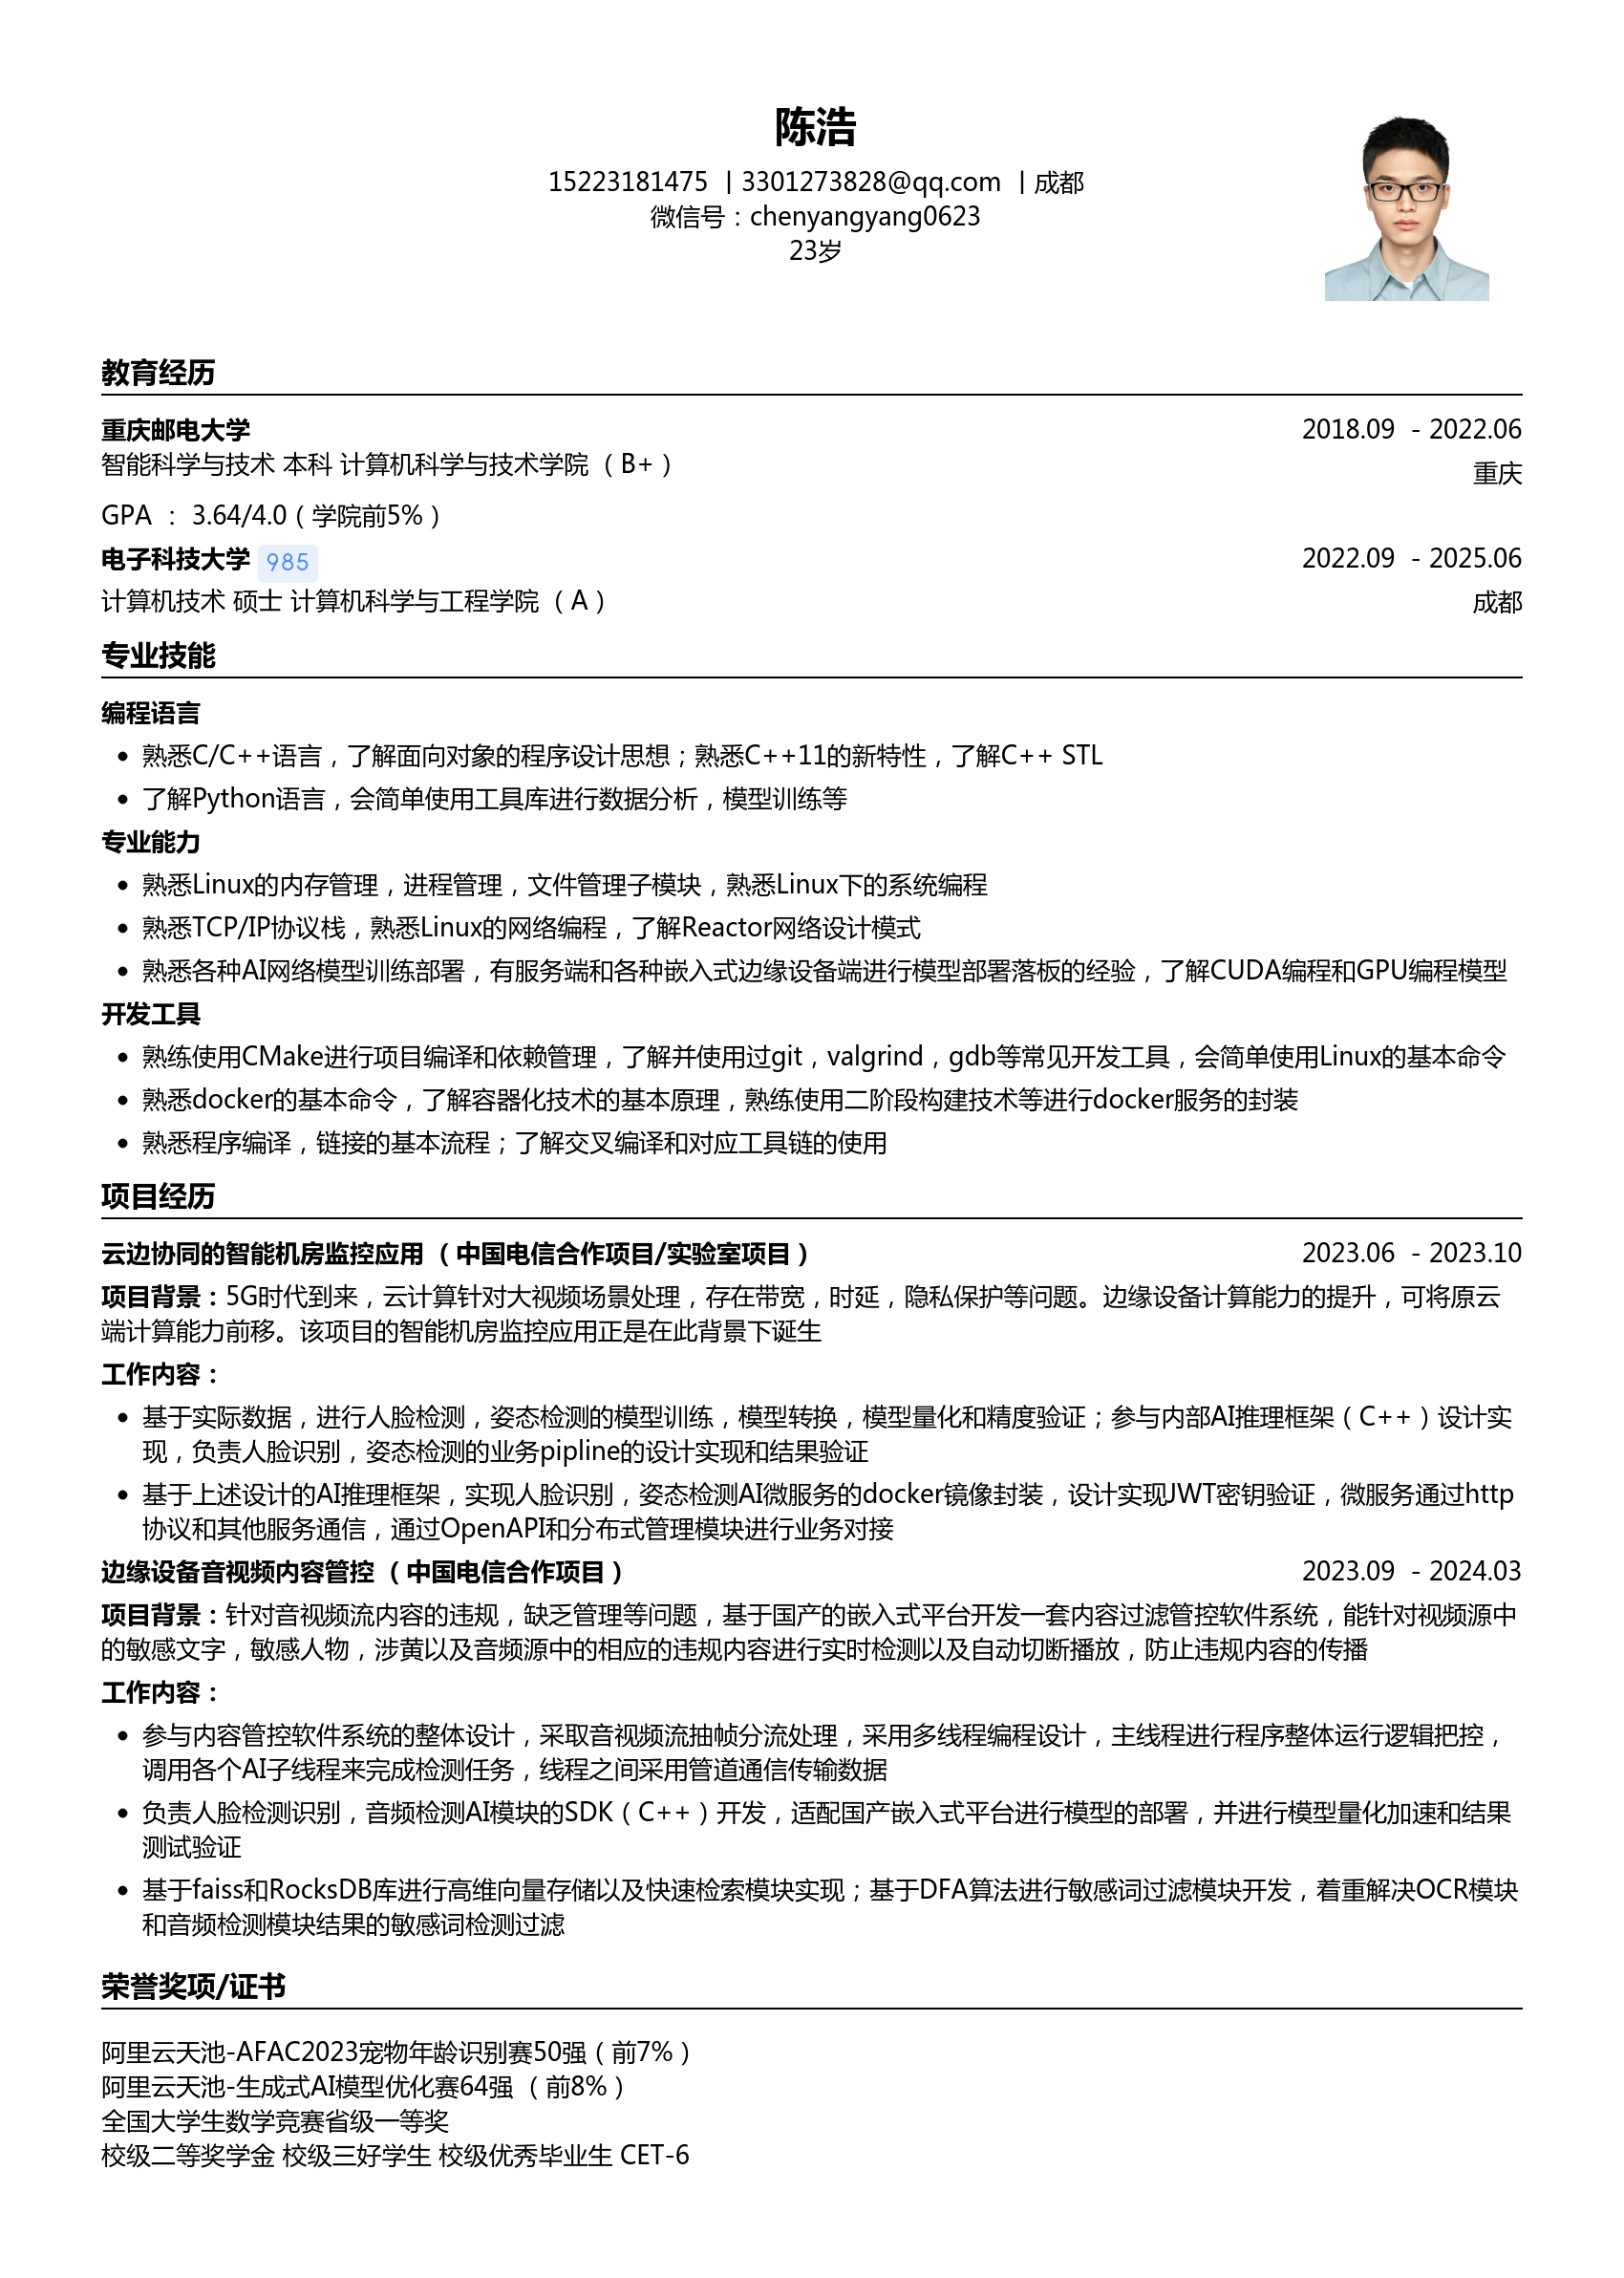 陈浩
15223181475 | 3301273828@qq.com | 成都
微信号：chenyangyang0623
23岁
教育经历
重庆邮电大学 2018.09 - 2022.06
智能科学与技术 本科 计算机科学与技术学院 （B+） 重庆
GPA ： 3.64/4.0（学院前5%）
电子科技大学 985 2022.09 - 2025.06
计算机技术 硕士 计算机科学与工程学院 （A） 成都
专业技能
编程语言
• 熟悉C/C++语言，了解面向对象的程序设计思想；熟悉C++11的新特性，了解C++ STL
• 了解Python语言，会简单使用工具库进行数据分析，模型训练等
专业能力
• 熟悉Linux的内存管理，进程管理，文件管理子模块，熟悉Linux下的系统编程
• 熟悉TCP/IP协议栈，熟悉Linux的网络编程，了解Reactor网络设计模式
• 熟悉各种AI网络模型训练部署，有服务端和各种嵌入式边缘设备端进行模型部署落板的经验，了解CUDA编程和GPU编程模型
开发工具
• 熟练使用CMake进行项目编译和依赖管理，了解并使用过git，valgrind，gdb等常见开发工具，会简单使用Linux的基本命令
• 熟悉docker的基本命令，了解容器化技术的基本原理，熟练使用二阶段构建技术等进行docker服务的封装
• 熟悉程序编译，链接的基本流程；了解交叉编译和对应工具链的使用
项目经历
云边协同的智能机房监控应用 （中国电信合作项目/实验室项目） 2023.06 - 2023.10
项目背景：5G时代到来，云计算针对大视频场景处理，存在带宽，时延，隐私保护等问题。边缘设备计算能力的提升，可将原云
端计算能力前移。该项目的智能机房监控应用正是在此背景下诞生
工作内容：
• 基于实际数据，进行人脸检测，姿态检测的模型训练，模型转换，模型量化和精度验证；参与内部AI推理框架（C++）设计实
现，负责人脸识别，姿态检测的业务pipline的设计实现和结果验证
• 基于上述设计的AI推理框架，实现人脸识别，姿态检测AI微服务的docker镜像封装，设计实现JWT密钥验证，微服务通过http
协议和其他服务通信，通过OpenAPI和分布式管理模块进行业务对接
边缘设备音视频内容管控 （中国电信合作项目） 2023.09 - 2024.03
项目背景：针对音视频流内容的违规，缺乏管理等问题，基于国产的嵌入式平台开发一套内容过滤管控软件系统，能针对视频源中
的敏感文字，敏感人物，涉黄以及音频源中的相应的违规内容进行实时检测以及自动切断播放，防止违规内容的传播
工作内容：
• 参与内容管控软件系统的整体设计，采取音视频流抽帧分流处理，采用多线程编程设计，主线程进行程序整体运行逻辑把控，
调用各个AI子线程来完成检测任务，线程之间采用管道通信传输数据
• 负责人脸检测识别，音频检测AI模块的SDK（C++）开发，适配国产嵌入式平台进行模型的部署，并进行模型量化加速和结果
测试验证
• 基于faiss和RocksDB库进行高维向量存储以及快速检索模块实现；基于DFA算法进行敏感词过滤模块开发，着重解决OCR模块
和音频检测模块结果的敏感词检测过滤
荣誉奖项/证书
阿里云天池-AFAC2023宠物年龄识别赛50强（前7%）
阿里云天池-生成式AI模型优化赛64强 （前8%）
全国大学生数学竞赛省级一等奖
校级二等奖学金 校级三好学生 校级优秀毕业生 CET-6